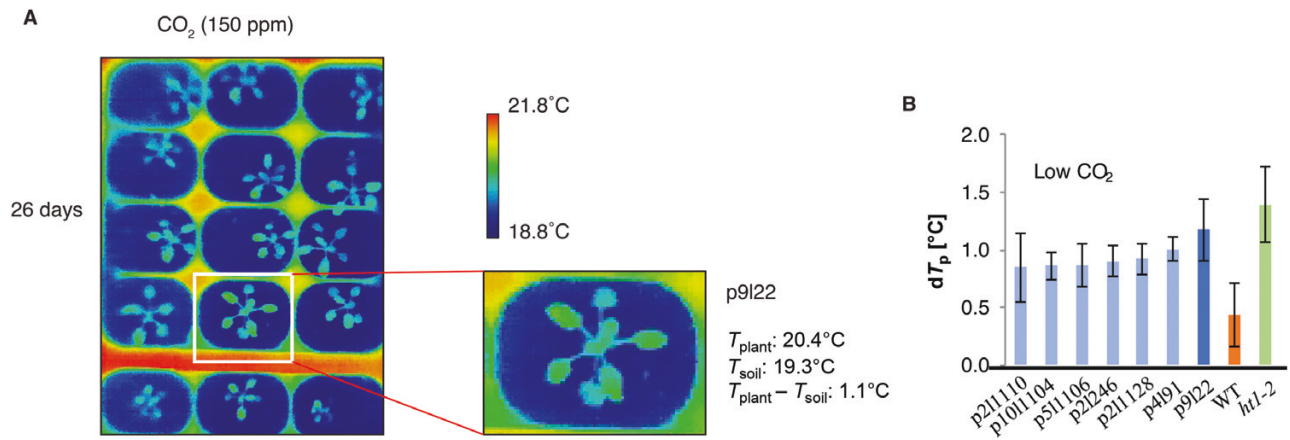 A
CO₂ (150 ppm)
26 days
21.8°C
18.8°C
p9l22
Tplant: 20.4°C
Tsoil: 19.3°C
Tplant – Tsoil: 1.1°C
B
Low CO₂
dTp [°C]
2.0
1.5
1.0
0.5
0.0
p2l1110
p10l1104
p5l1106
p2l246
p2l1128
p4l91
p9l22
WT
ht1-2